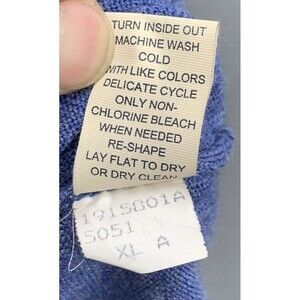 TURN INSIDE OUT
MACHINE WASH
COLD
WITH LIKE COLORS
DELICATE CYCLE
ONLY NON-
CHLORINE BLEACH
WHEN NEEDED
RE-SHAPE
LAY FLAT TO DRY
OR DRY CLEAN
1915801A
5051
XL A